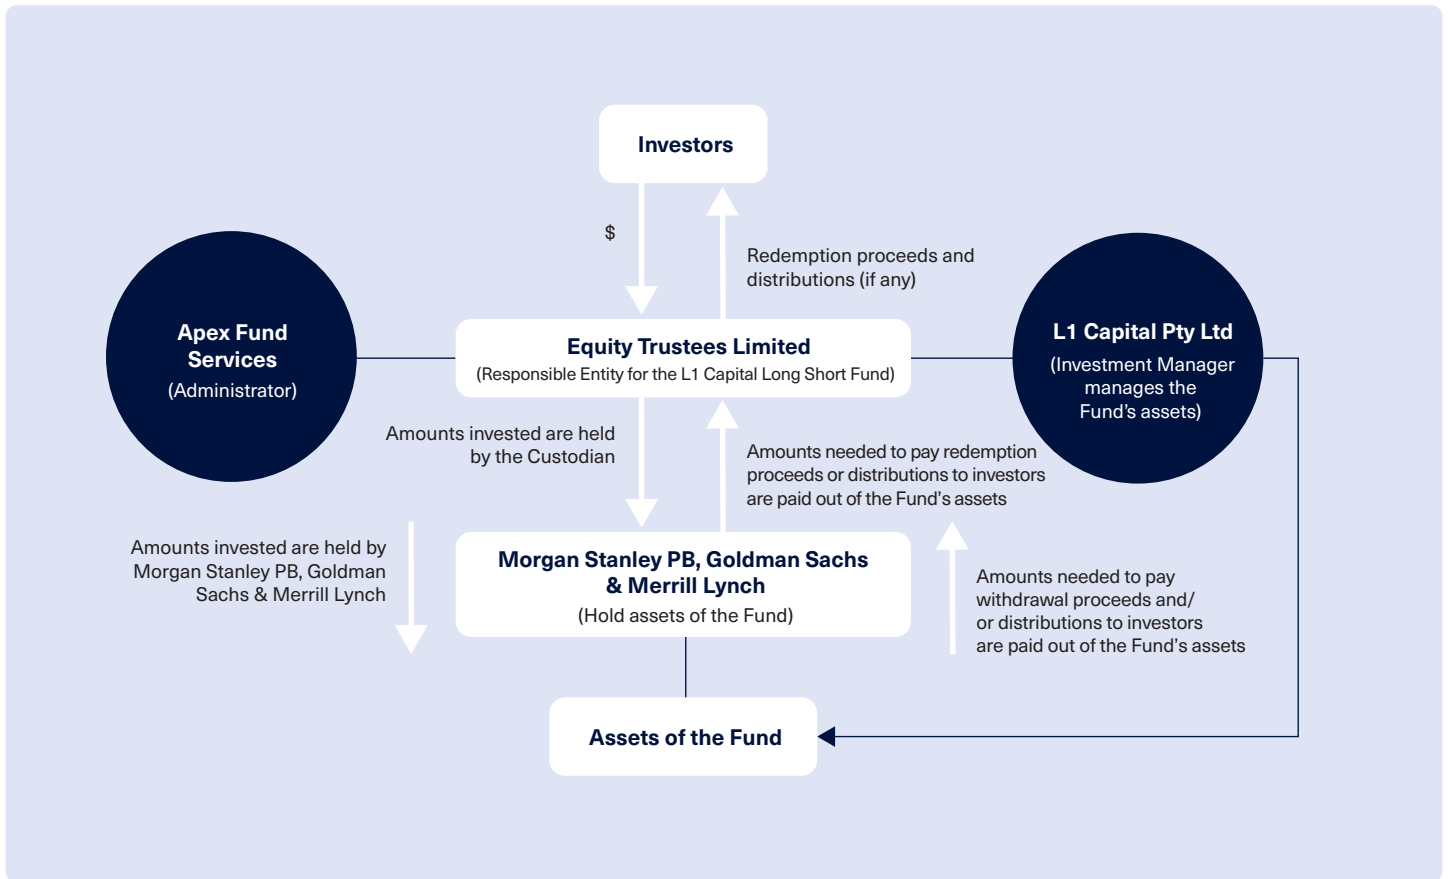 Investors
$
Redemption proceeds and
distributions (if any)
Apex Fund
Services
(Administrator)
Equity Trustees Limited
(Responsible Entity for the L1 Capital Long Short Fund)
L1 Capital Pty Ltd
(Investment Manager
manages the
Fund’s assets)
Amounts invested are held
by the Custodian
Amounts needed to pay redemption
proceeds or distributions to investors
are paid out of the Fund’s assets
Amounts invested are held by
Morgan Stanley PB, Goldman
Sachs & Merrill Lynch
Morgan Stanley PB, Goldman Sachs
& Merrill Lynch
(Hold assets of the Fund)
Amounts needed to pay
withdrawal proceeds and/
or distributions to investors
are paid out of the Fund’s assets
Assets of the Fund